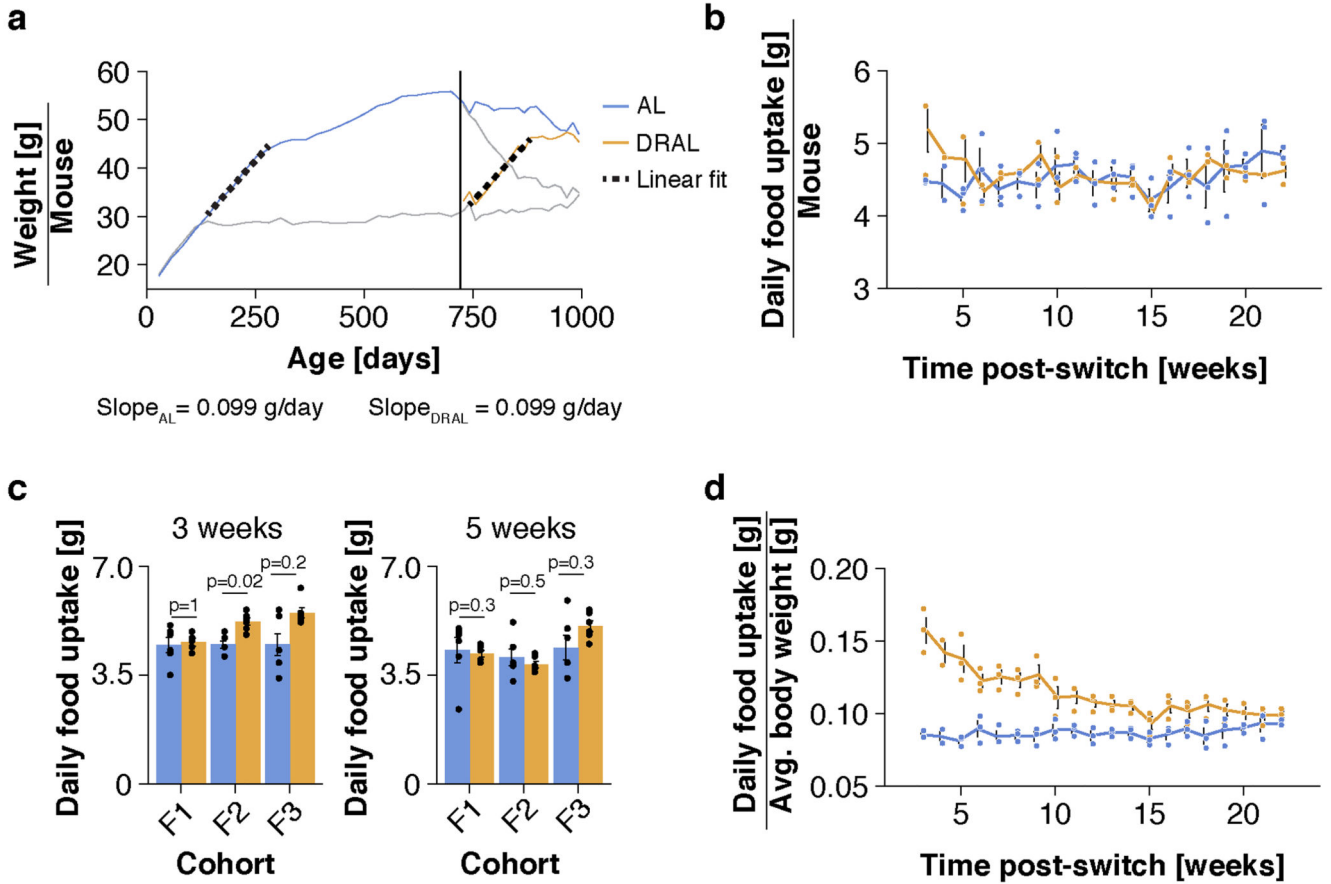 a
Weight [g]
Mouse
60
50
40
30
20
0
250
500
750
1000
Age [days]
AL
DRAL
Linear fit
SlopeAL= 0.099 g/day
SlopeDRAL = 0.099 g/day
b
Daily food uptake [g]
Mouse
6
5
4
3
5
10
15
20
Time post-switch [weeks]
c
3 weeks
Daily food uptake [g]
7.0
3.5
0
p=1
p=0.02
p=0.2
F1
F2
F3
Cohort
5 weeks
Daily food uptake [g]
7.0
3.5
0
p=0.3
p=0.5
p=0.3
F1
F2
F3
Cohort
d
Daily food uptake [g]
Avg. body weight [g]
0.20
0.15
0.10
0.05
5
10
15
20
Time post-switch [weeks]